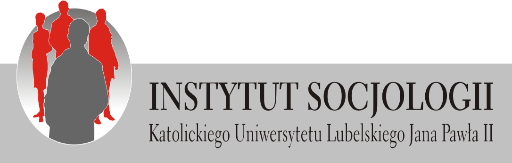 INSTYTUT SOCJOLOGII
Katolickiego Uniwersytetu Lubelskiego Jana Pawła II